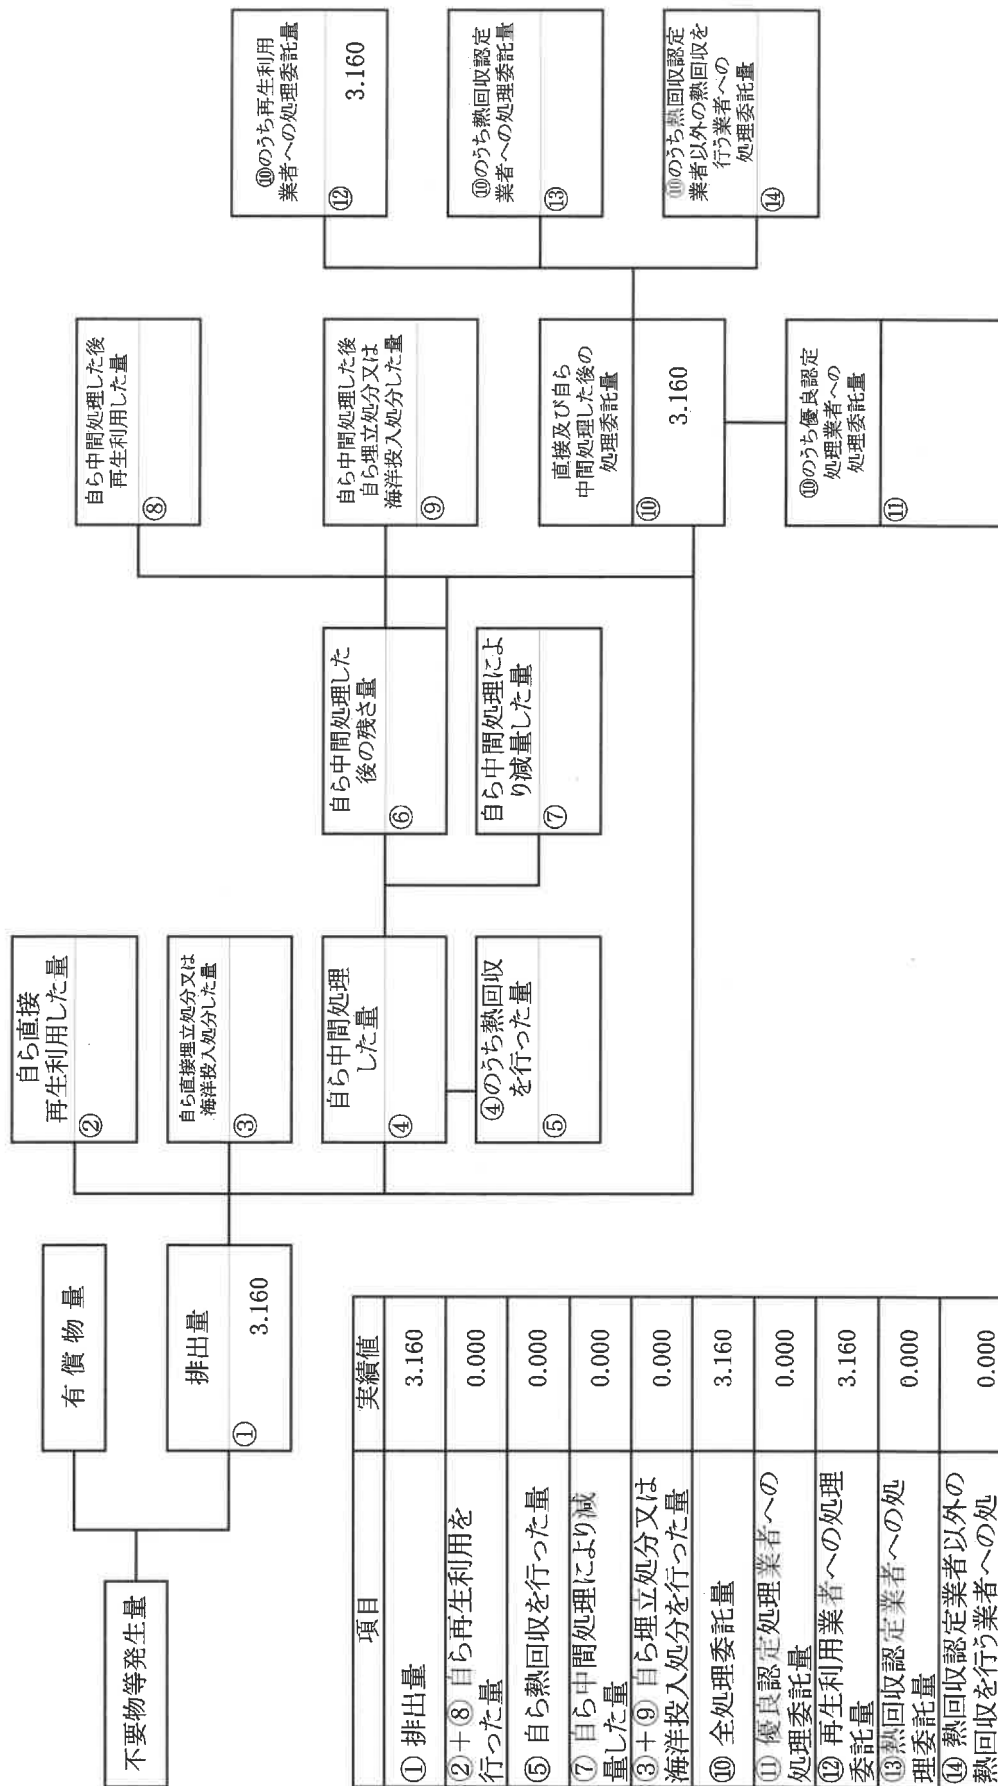 不要物等発生量
有償物量
排出量
① 3.160
自ら直接
再生利用した量
②
自ら直接埋立処分又は
海洋投入処分した量
③
自ら中間処理
した量
④
④のうち熱回収
を行った量
⑤
自ら中間処理した
後の残さ量
⑥
自ら中間処理によ
り減量した量
⑦
自ら中間処理した後
再生利用した量
⑧
自ら中間処理した後
自ら埋立処分又は
海洋投入処分した量
⑨
直接及び自ら
中間処理した後の
処理委託量
⑩ 3.160
⑩のうち優良認定
処理業者への
処理委託量
⑪
⑩のうち再生利用
業者への処理委託量
⑫ 3.160
⑩のうち熱回収認定
業者への処理委託量
⑬
⑩のうち熱回収認定
業者以外の熱回収を
行う業者への
処理委託量
⑭
項目 実績値
① 排出量 3.160
②＋⑧ 自ら再生利用を
行った量 0.000
⑤ 自ら熱回収を行った量 0.000
⑦ 自ら中間処理により減
量した量 0.000
③＋⑨ 自ら埋立処分又は
海洋投入処分を行った量 0.000
⑩ 全処理委託量 3.160
⑪ 優良認定処理業者への
処理委託量 0.000
⑫ 再生利用業者への処理
委託量 3.160
⑬熱回収認定業者への処
理委託量 0.000
⑭ 熱回収認定業者以外の
熱回収を行う業者への処 0.000